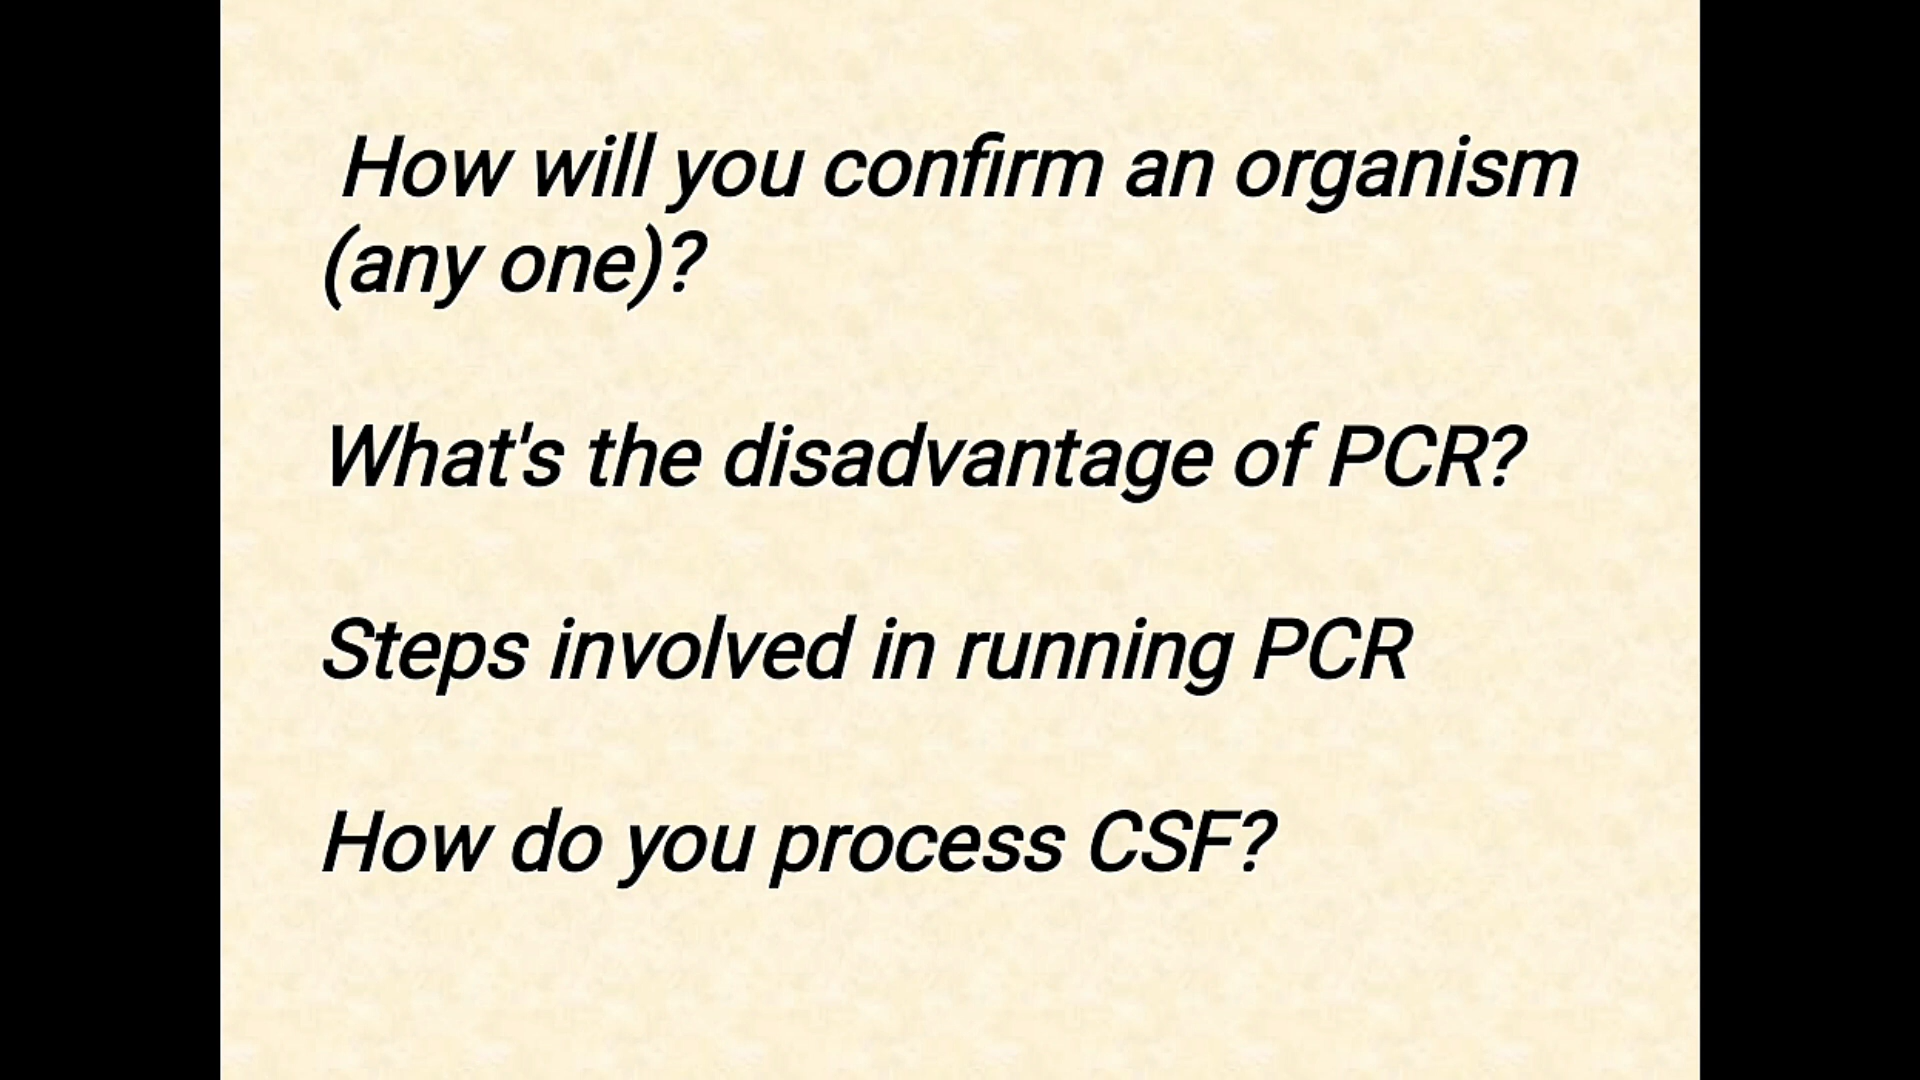 How will you confirm an organism
(any one)?
What's the disadvantage of PCR?
Steps involved in running PCR
How do you process CSF?